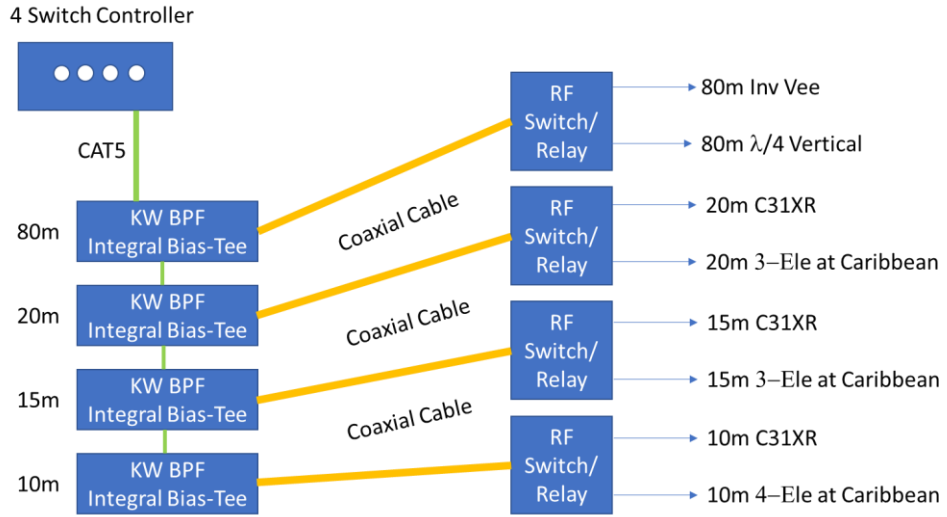 4 Switch Controller
CAT5
80m
KW BPF
Integral Bias-Tee
20m
KW BPF
Integral Bias-Tee
15m
KW BPF
Integral Bias-Tee
10m
KW BPF
Integral Bias-Tee
Coaxial Cable
Coaxial Cable
Coaxial Cable
RF
Switch/
Relay
80m Inv Vee
80m λ/4 Vertical
RF
Switch/
Relay
20m C31XR
20m 3–Ele at Caribbean
RF
Switch/
Relay
15m C31XR
15m 3–Ele at Caribbean
RF
Switch/
Relay
10m C31XR
10m 4–Ele at Caribbean